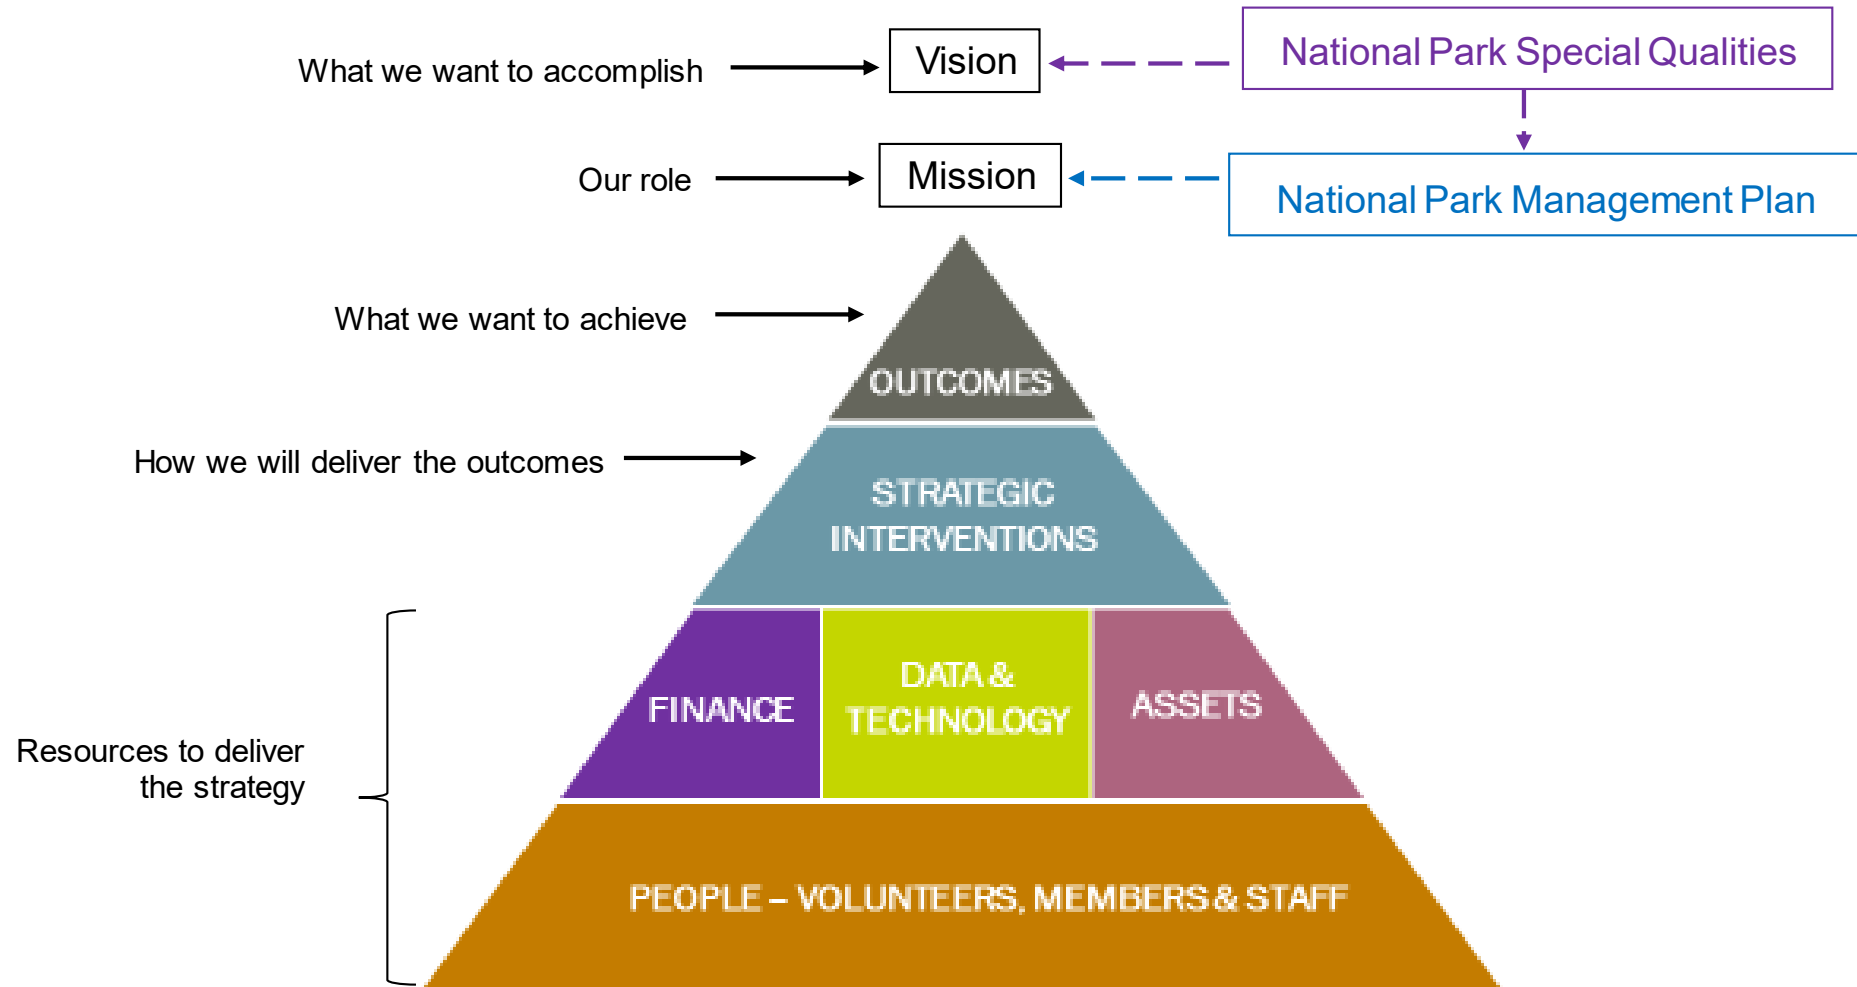 What we want to accomplish
Vision
National Park Special Qualities
Our role
Mission
National Park Management Plan
What we want to achieve
OUTCOMES
How we will deliver the outcomes
STRATEGIC
INTERVENTIONS
Resources to deliver
the strategy
FINANCE
DATA &
TECHNOLOGY
ASSETS
PEOPLE – VOLUNTEERS, MEMBERS & STAFF